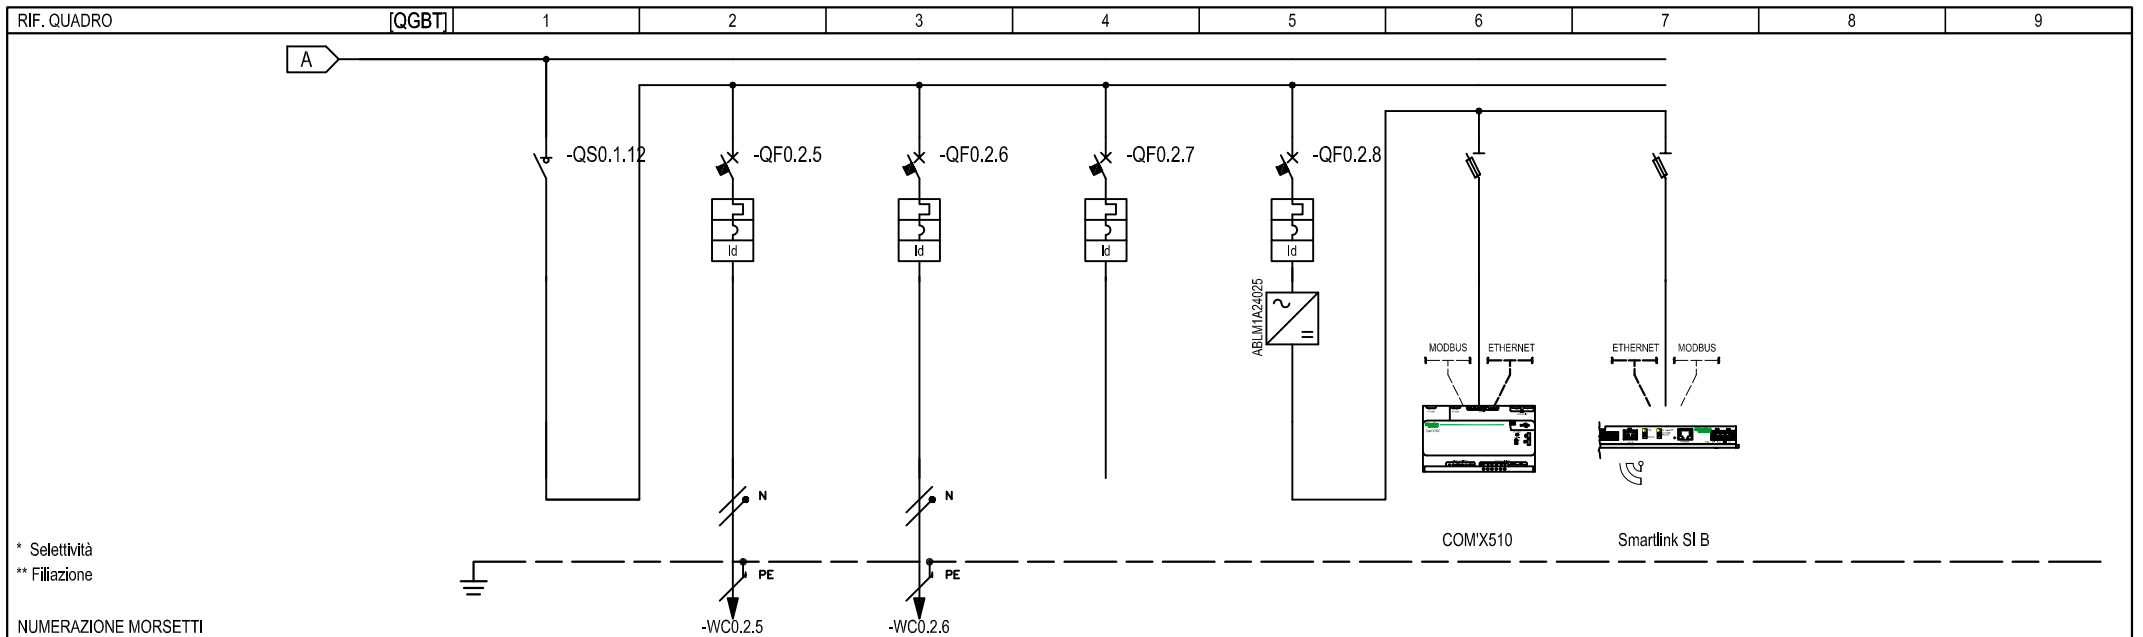 RIF. QUADRO [QGBT] 1 2 3 4 5 6 7 8 9
A
-QS0.1.12 -QF0.2.5 -QF0.2.6 -QF0.2.7 -QF0.2.8
Id Id Id Id
ABLM1A24025
MODBUS ETHERNET ETHERNET MODBUS
N N
COM'X510 Smartlink SI B
* Selettività
** Filiazione
PE PE
NUMERAZIONE MORSETTI -WC0.2.5 -WC0.2.6